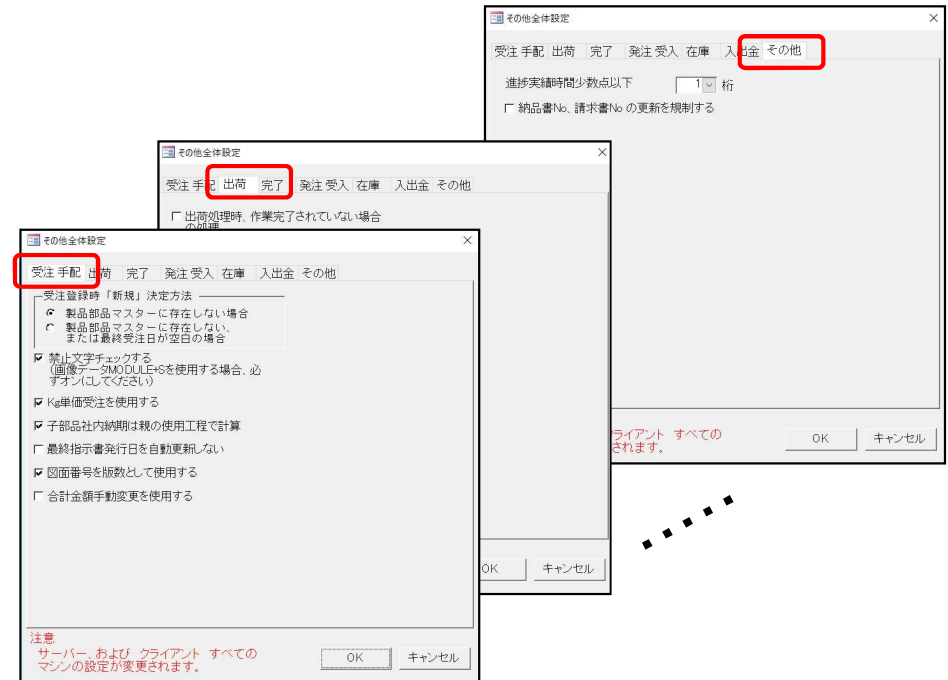 その他全体設定
受注 手配 出荷 完了 発注 受入 在庫 入出金 その他
進捗実績時間少数点以下 1 桁
納品書No、請求書No の更新を規制する
ライアント すべての
されます。
OK キャンセル
その他全体設定
受注 手配 出荷 完了 発注 受入 在庫 入出金 その他
出荷処理時、作業完了されていない場合
の処理
OK キャンセル
その他全体設定
受注 手配 出荷 完了 発注 受入 在庫 入出金 その他
受注登録時「新規」決定方法
製品部品マスターに存在しない場合
製品部品マスターに存在しない、
または最終受注日が空白の場合
禁止文字チェックする
(画像データMODULE+Sを使用する場合、必
ずオンにしてください)
Kg単価受注を使用する
子部品社内納期は親の使用工程で計算
最終指示書発行日を自動更新しない
図面番号を版数として使用する
合計金額手動変更を使用する
注意
サーバー、および クライアント すべての
マシンの設定が変更されます。
OK キャンセル